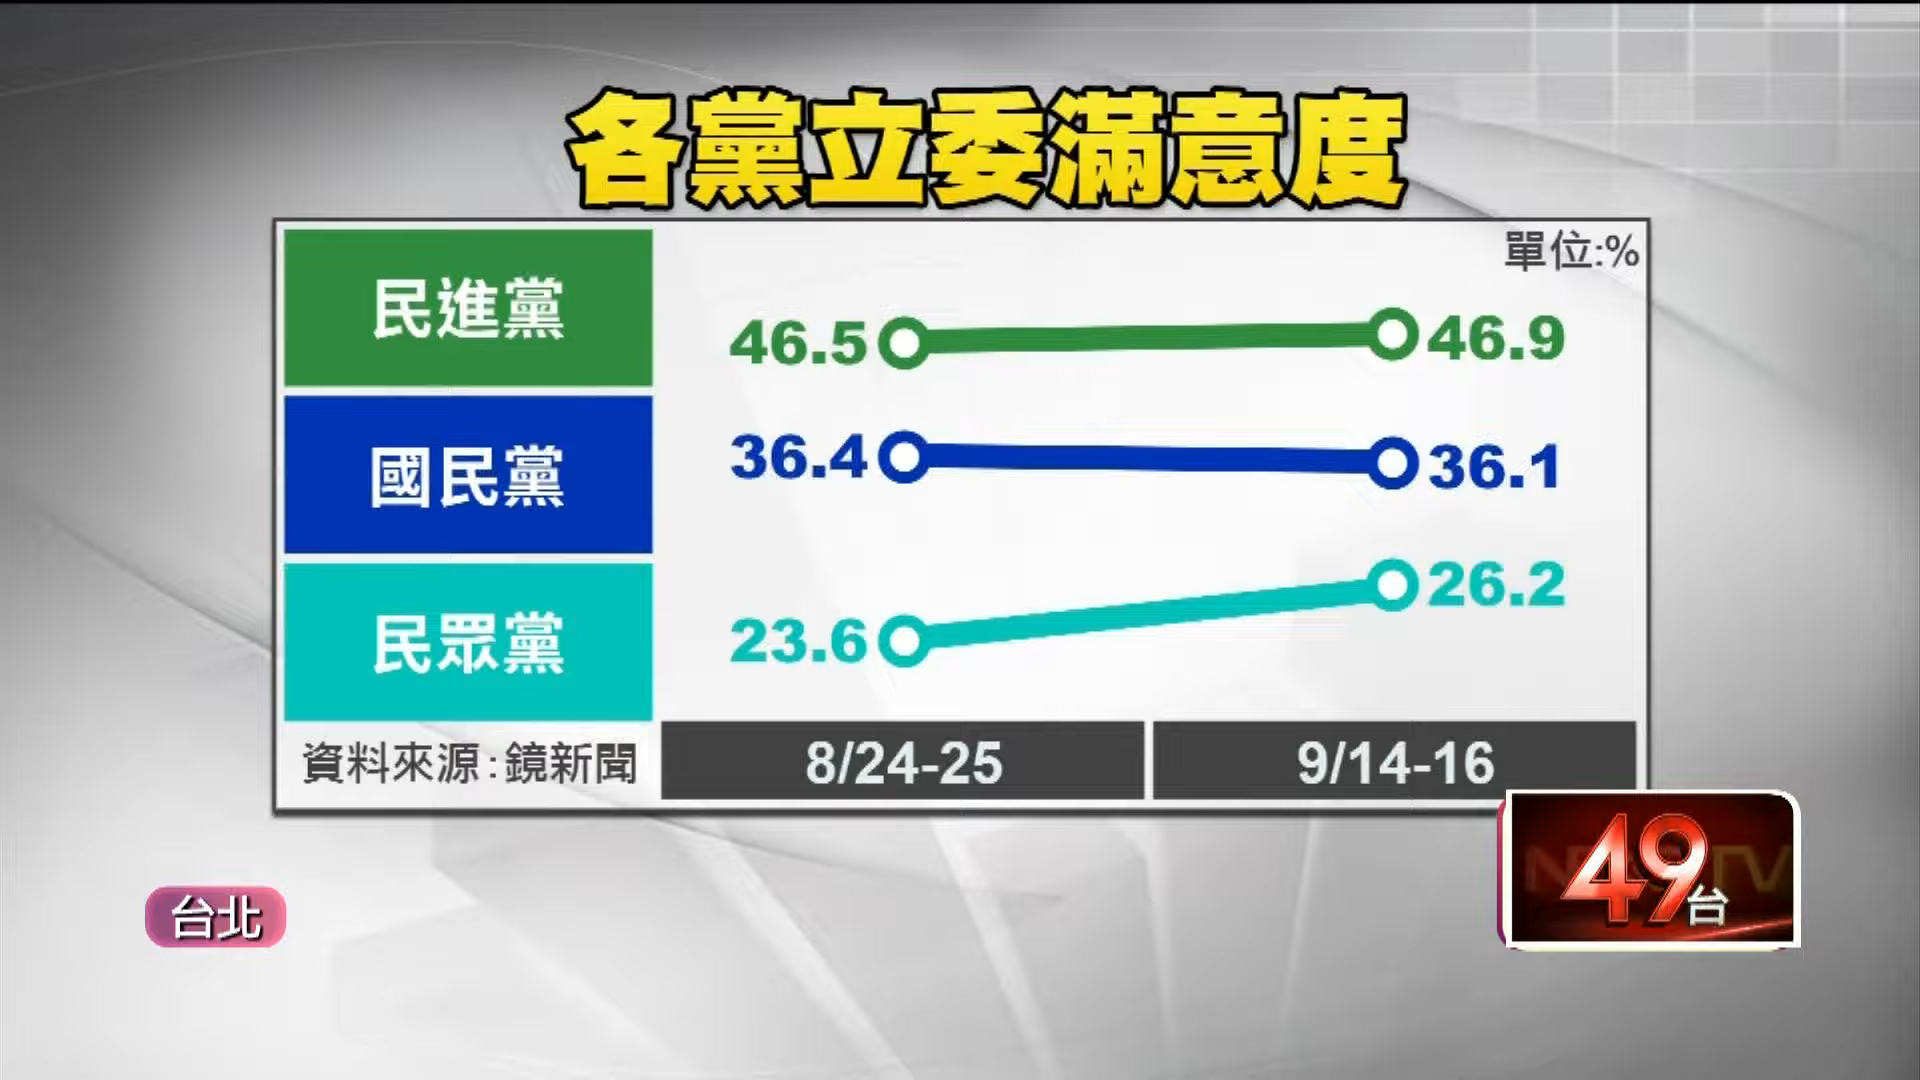 各黨立委滿意度
單位:%
民進黨
46.5
46.9
國民黨
36.4
36.1
民眾黨
23.6
26.2
資料來源:鏡新聞
8/24-25
9/14-16
49台
台北